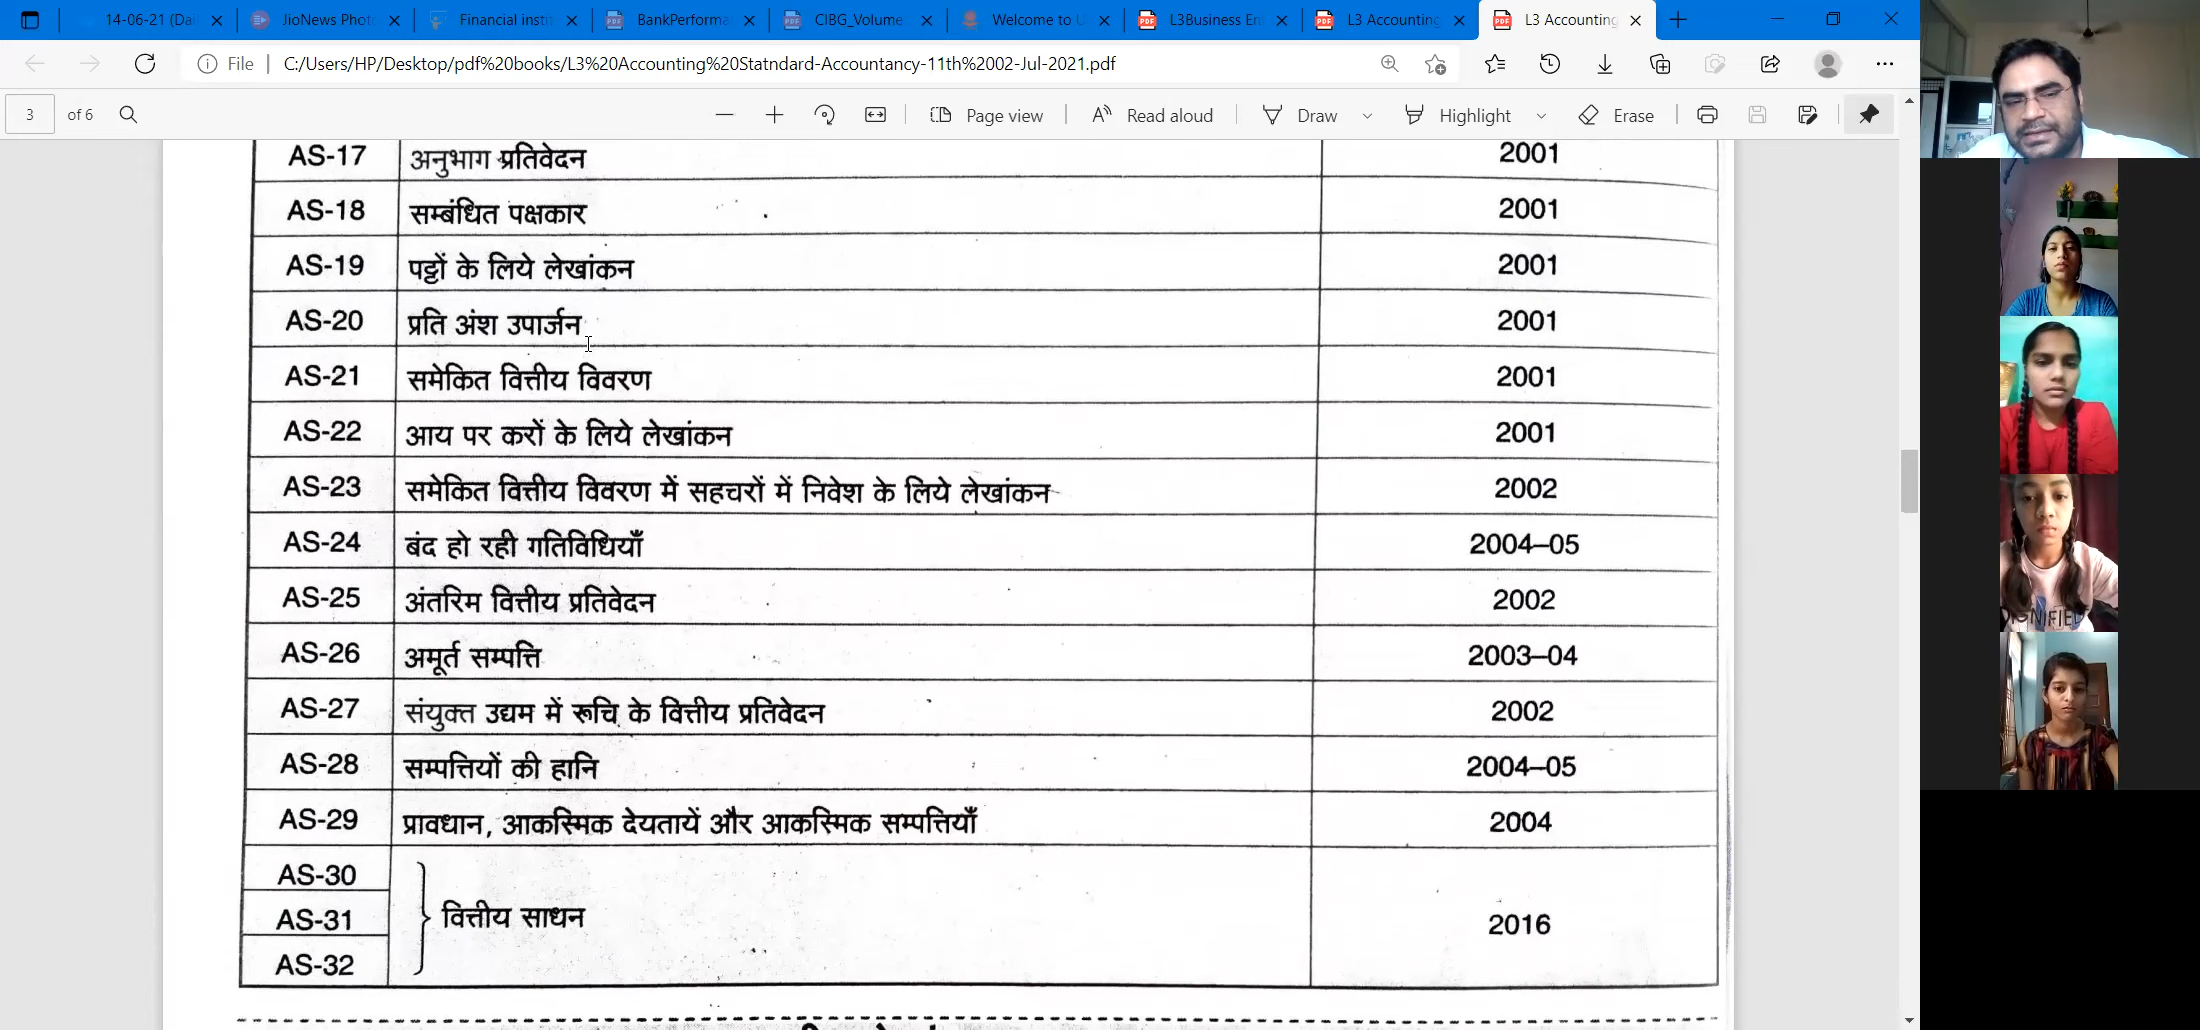 14-06-21 (Dai
JioNews Photo
Financial instit
BankPerforma
CIBG_Volume
Welcome to U
L3Business En
L3 Accounting
L3 Accounting
File
C:/Users/HP/Desktop/pdf%20books/L3%20Accounting%20Statndard-Accountancy-11th%2002-Jul-2021.pdf
3 of 6
Page view
Read aloud
Draw
Highlight
Erase
AS-17 अनुभाग प्रतिवेदन 2001
AS-18 सम्बंधित पक्षकार 2001
AS-19 पट्टों के लिये लेखांकन 2001
AS-20 प्रति अंश उपार्जन 2001
AS-21 समेकित वित्तीय विवरण 2001
AS-22 आय पर करों के लिये लेखांकन 2001
AS-23 समेकित वित्तीय विवरण में सहचरों में निवेश के लिये लेखांकन 2002
AS-24 बंद हो रही गतिविधियाँ 2004–05
AS-25 अंतरिम वित्तीय प्रतिवेदन 2002
AS-26 अमूर्त सम्पत्ति 2003–04
AS-27 संयुक्त उद्यम में रूचि के वित्तीय प्रतिवेदन 2002
AS-28 सम्पत्तियों की हानि 2004–05
AS-29 प्रावधान, आकस्मिक देयतायें और आकस्मिक सम्पत्तियाँ 2004
AS-30
AS-31 वित्तीय साधन 2016
AS-32